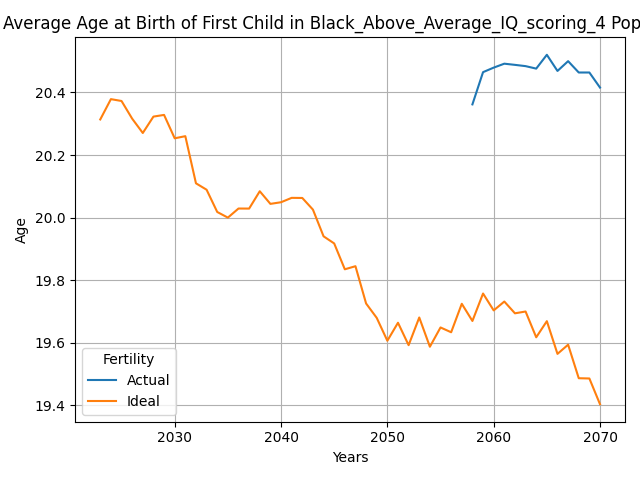 Average Age at Birth of First Child in Black_Above_Average_IQ_scoring_4 Pop
20.4
20.2
20.0
19.8
19.6
19.4
Age
Fertility
Actual
Ideal
2030 2040 2050 2060 2070
Years